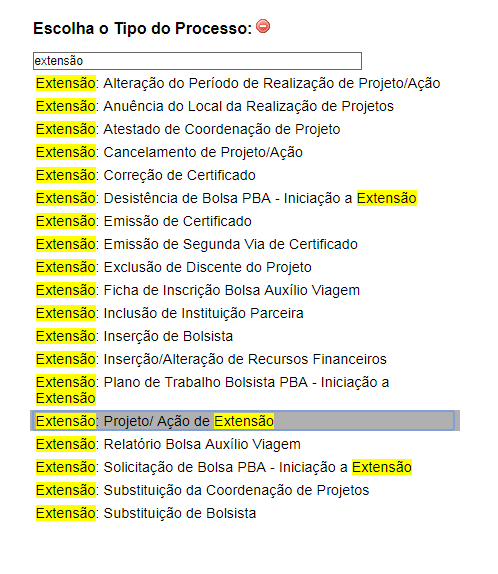 Escolha o Tipo do Processo:
extensão
Extensão: Alteração do Período de Realização de Projeto/Ação
Extensão: Anuência do Local da Realização de Projetos
Extensão: Atestado de Coordenação de Projeto
Extensão: Cancelamento de Projeto/Ação
Extensão: Correção de Certificado
Extensão: Desistência de Bolsa PBA - Iniciação a Extensão
Extensão: Emissão de Certificado
Extensão: Emissão de Segunda Via de Certificado
Extensão: Exclusão de Discente do Projeto
Extensão: Ficha de Inscrição Bolsa Auxílio Viagem
Extensão: Inclusão de Instituição Parceira
Extensão: Inserção de Bolsista
Extensão: Inserção/Alteração de Recursos Financeiros
Extensão: Plano de Trabalho Bolsista PBA - Iniciação a
Extensão
Extensão: Projeto/ Ação de Extensão
Extensão: Relatório Bolsa Auxílio Viagem
Extensão: Solicitação de Bolsa PBA - Iniciação a Extensão
Extensão: Substituição da Coordenação de Projetos
Extensão: Substituição de Bolsista